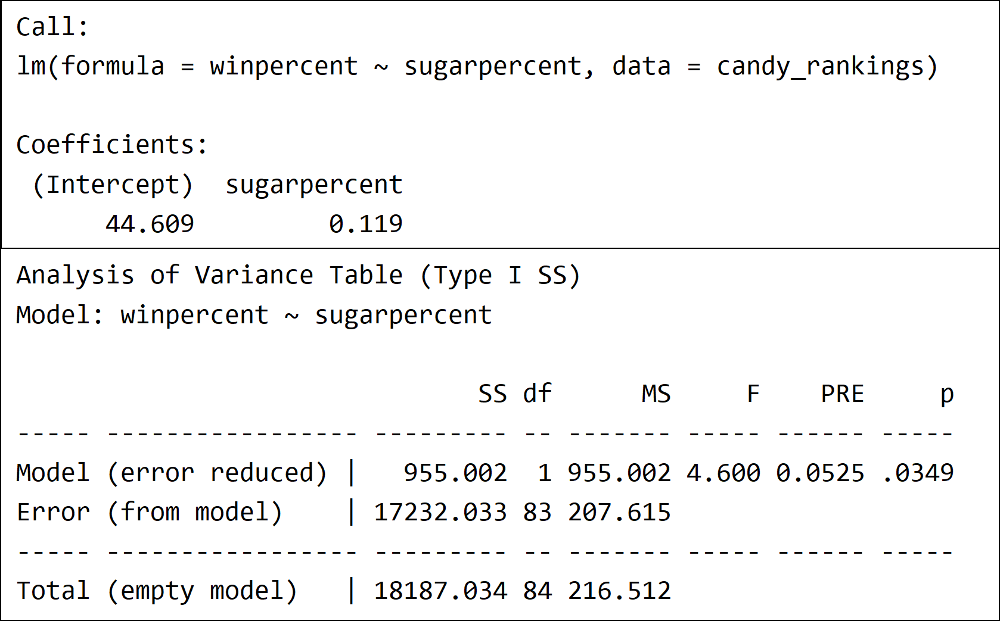 Call:
lm(formula = winpercent ~ sugarpercent, data = candy_rankings)
Coefficients:
 (Intercept)  sugarpercent
      44.609         0.119
Analysis of Variance Table (Type I SS)
Model: winpercent ~ sugarpercent
                               SS df      MS     F    PRE     p
----- ----------------- --------- -- ------- ----- ------ -----
Model (error reduced) |   955.002  1 955.002 4.600 0.0525 .0349
Error (from model)    | 17232.033 83 207.615
----- ----------------- --------- -- ------- ----- ------ -----
Total (empty model)   | 18187.034 84 216.512